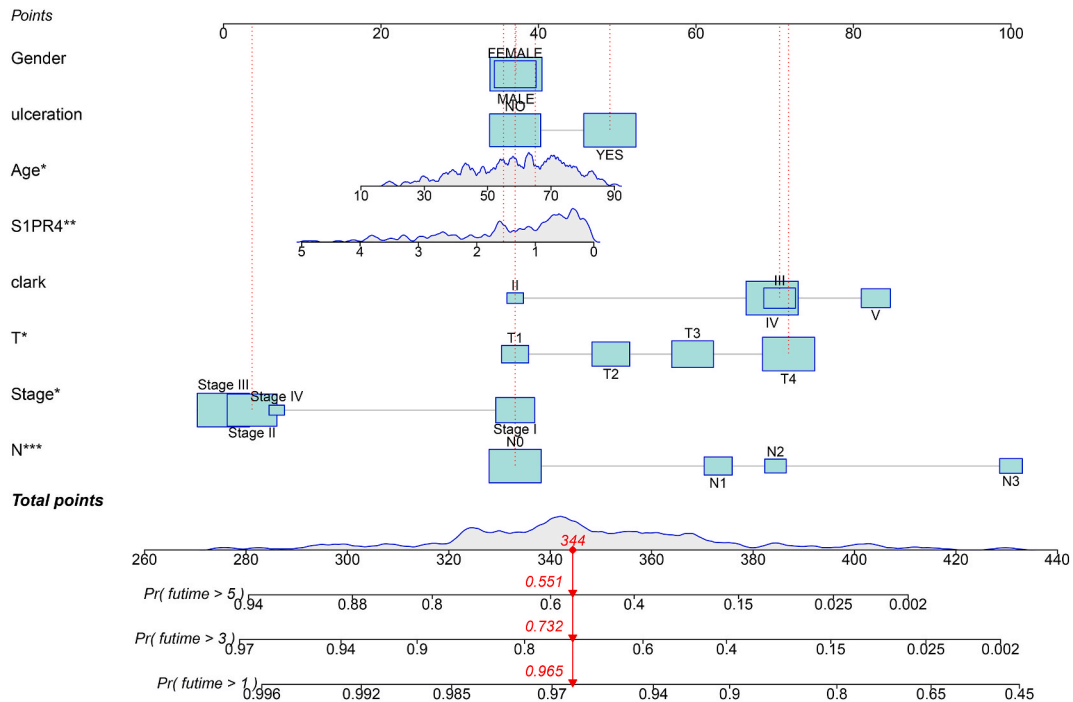 Points
0 20 40 60 80 100
Gender
FEMALE
MALE
ulceration
NO
YES
Age*
10 30 50 70 90
S1PR4**
5 4 3 2 1 0
clark
II
III
IV
V
T*
T1
T2
T3
T4
Stage*
Stage III
Stage IV
Stage II
Stage I
N***
N0
N1
N2
N3
Total points
344
260 280 300 320 340 360 380 400 420 440
0.551
Pr( futime > 5 )
0.94 0.88 0.8 0.6 0.4 0.15 0.025 0.002
0.732
Pr( futime > 3 )
0.97 0.94 0.9 0.8 0.6 0.4 0.15 0.025 0.002
0.965
Pr( futime > 1 )
0.996 0.992 0.985 0.97 0.94 0.9 0.8 0.65 0.45